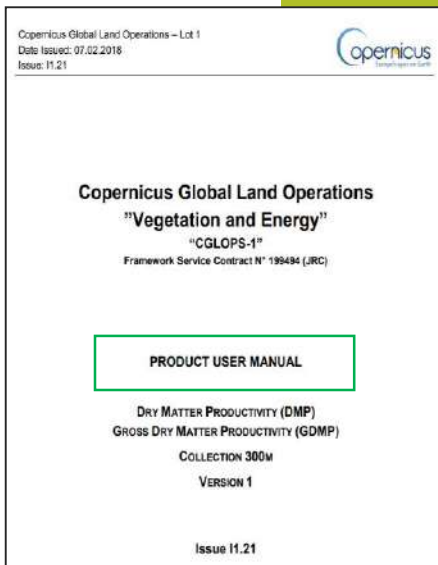 Copernicus Global Land Operations – Lot 1
Date Issued: 07.02.2018
Issue: I1.21
Copernicus
Copernicus Global Land Operations
"Vegetation and Energy"
"CGLOPS-1"
Framework Service Contract N° 199494 (JRC)
PRODUCT USER MANUAL
DRY MATTER PRODUCTIVITY (DMP)
GROSS DRY MATTER PRODUCTIVITY (GDMP)
COLLECTION 300M
VERSION 1
Issue I1.21